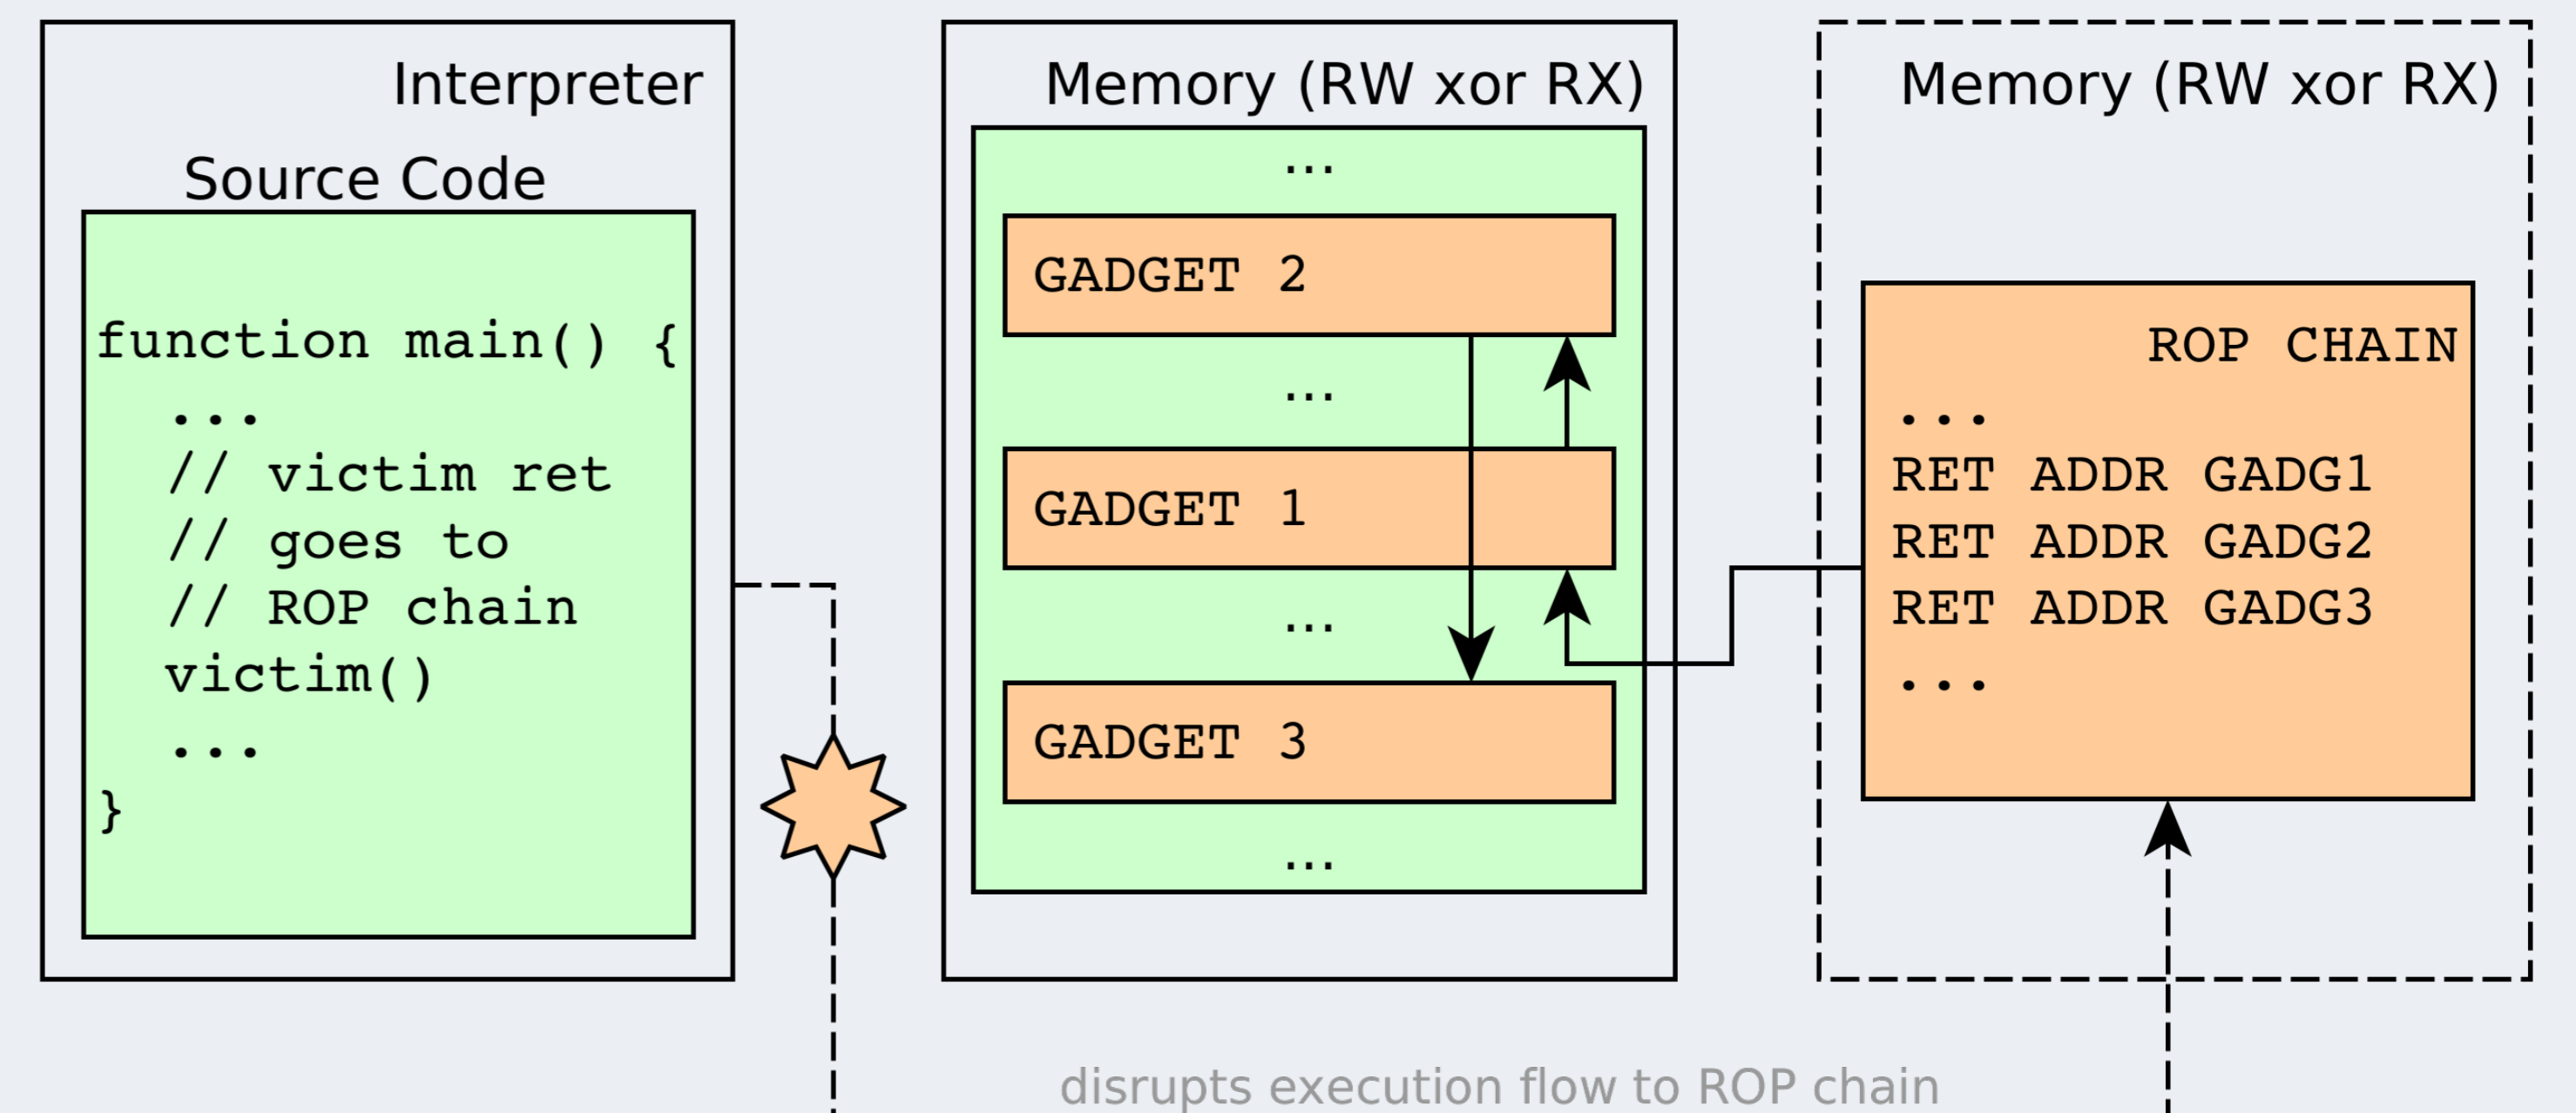 Interpreter
Source Code
function main() {
...
// victim ret
// goes to
// ROP chain
victim()
...
}
Memory (RW xor RX)
...
GADGET 2
...
GADGET 1
...
GADGET 3
...
Memory (RW xor RX)
ROP CHAIN
...
RET ADDR GADG1
RET ADDR GADG2
RET ADDR GADG3
...
disrupts execution flow to ROP chain